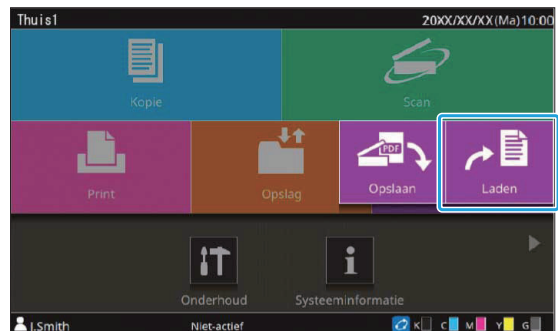 Thuis1 20XX/XX/XX(Ma)10:00
Kopie Scan
PDF
Print Opslag Opslaan Laden
Onderhoud Systeeminformatie
J.Smith Niet-actief K C M Y G